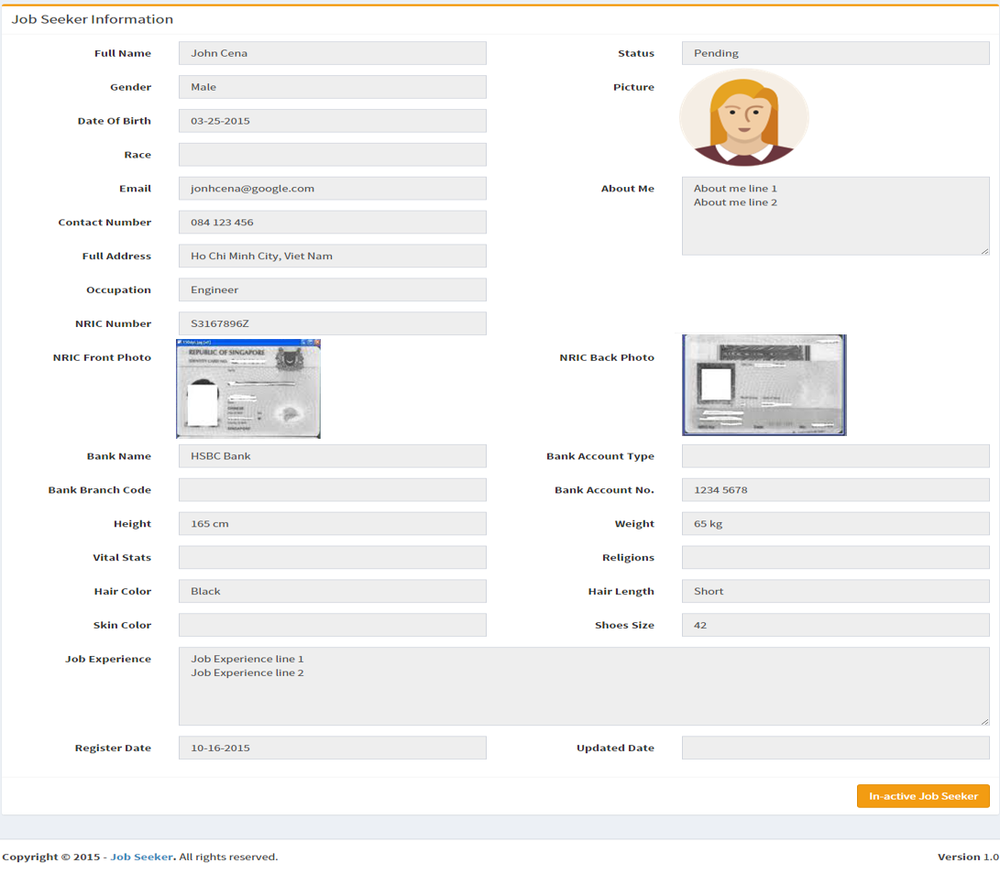 Job Seeker Information
Full Name John Cena Status Pending
Gender Male Picture
Date Of Birth 03-25-2015
Race
Email jonhcena@google.com About Me About me line 1
About me line 2
Contact Number 084 123 456
Full Address Ho Chi Minh City, Viet Nam
Occupation Engineer
NRIC Number S3167896Z
NRIC Front Photo NRIC Back Photo
REPUBLIC OF SINGAPORE
IDENTITY CARD NO.
SINGAPORE
Bank Name HSBC Bank Bank Account Type
Bank Branch Code Bank Account No. 1234 5678
Height 165 cm Weight 65 kg
Vital Stats Religions
Hair Color Black Hair Length Short
Skin Color Shoes Size 42
Job Experience Job Experience line 1
Job Experience line 2
Register Date 10-16-2015 Updated Date
In-active Job Seeker
Copyright © 2015 - Job Seeker. All rights reserved. Version 1.0